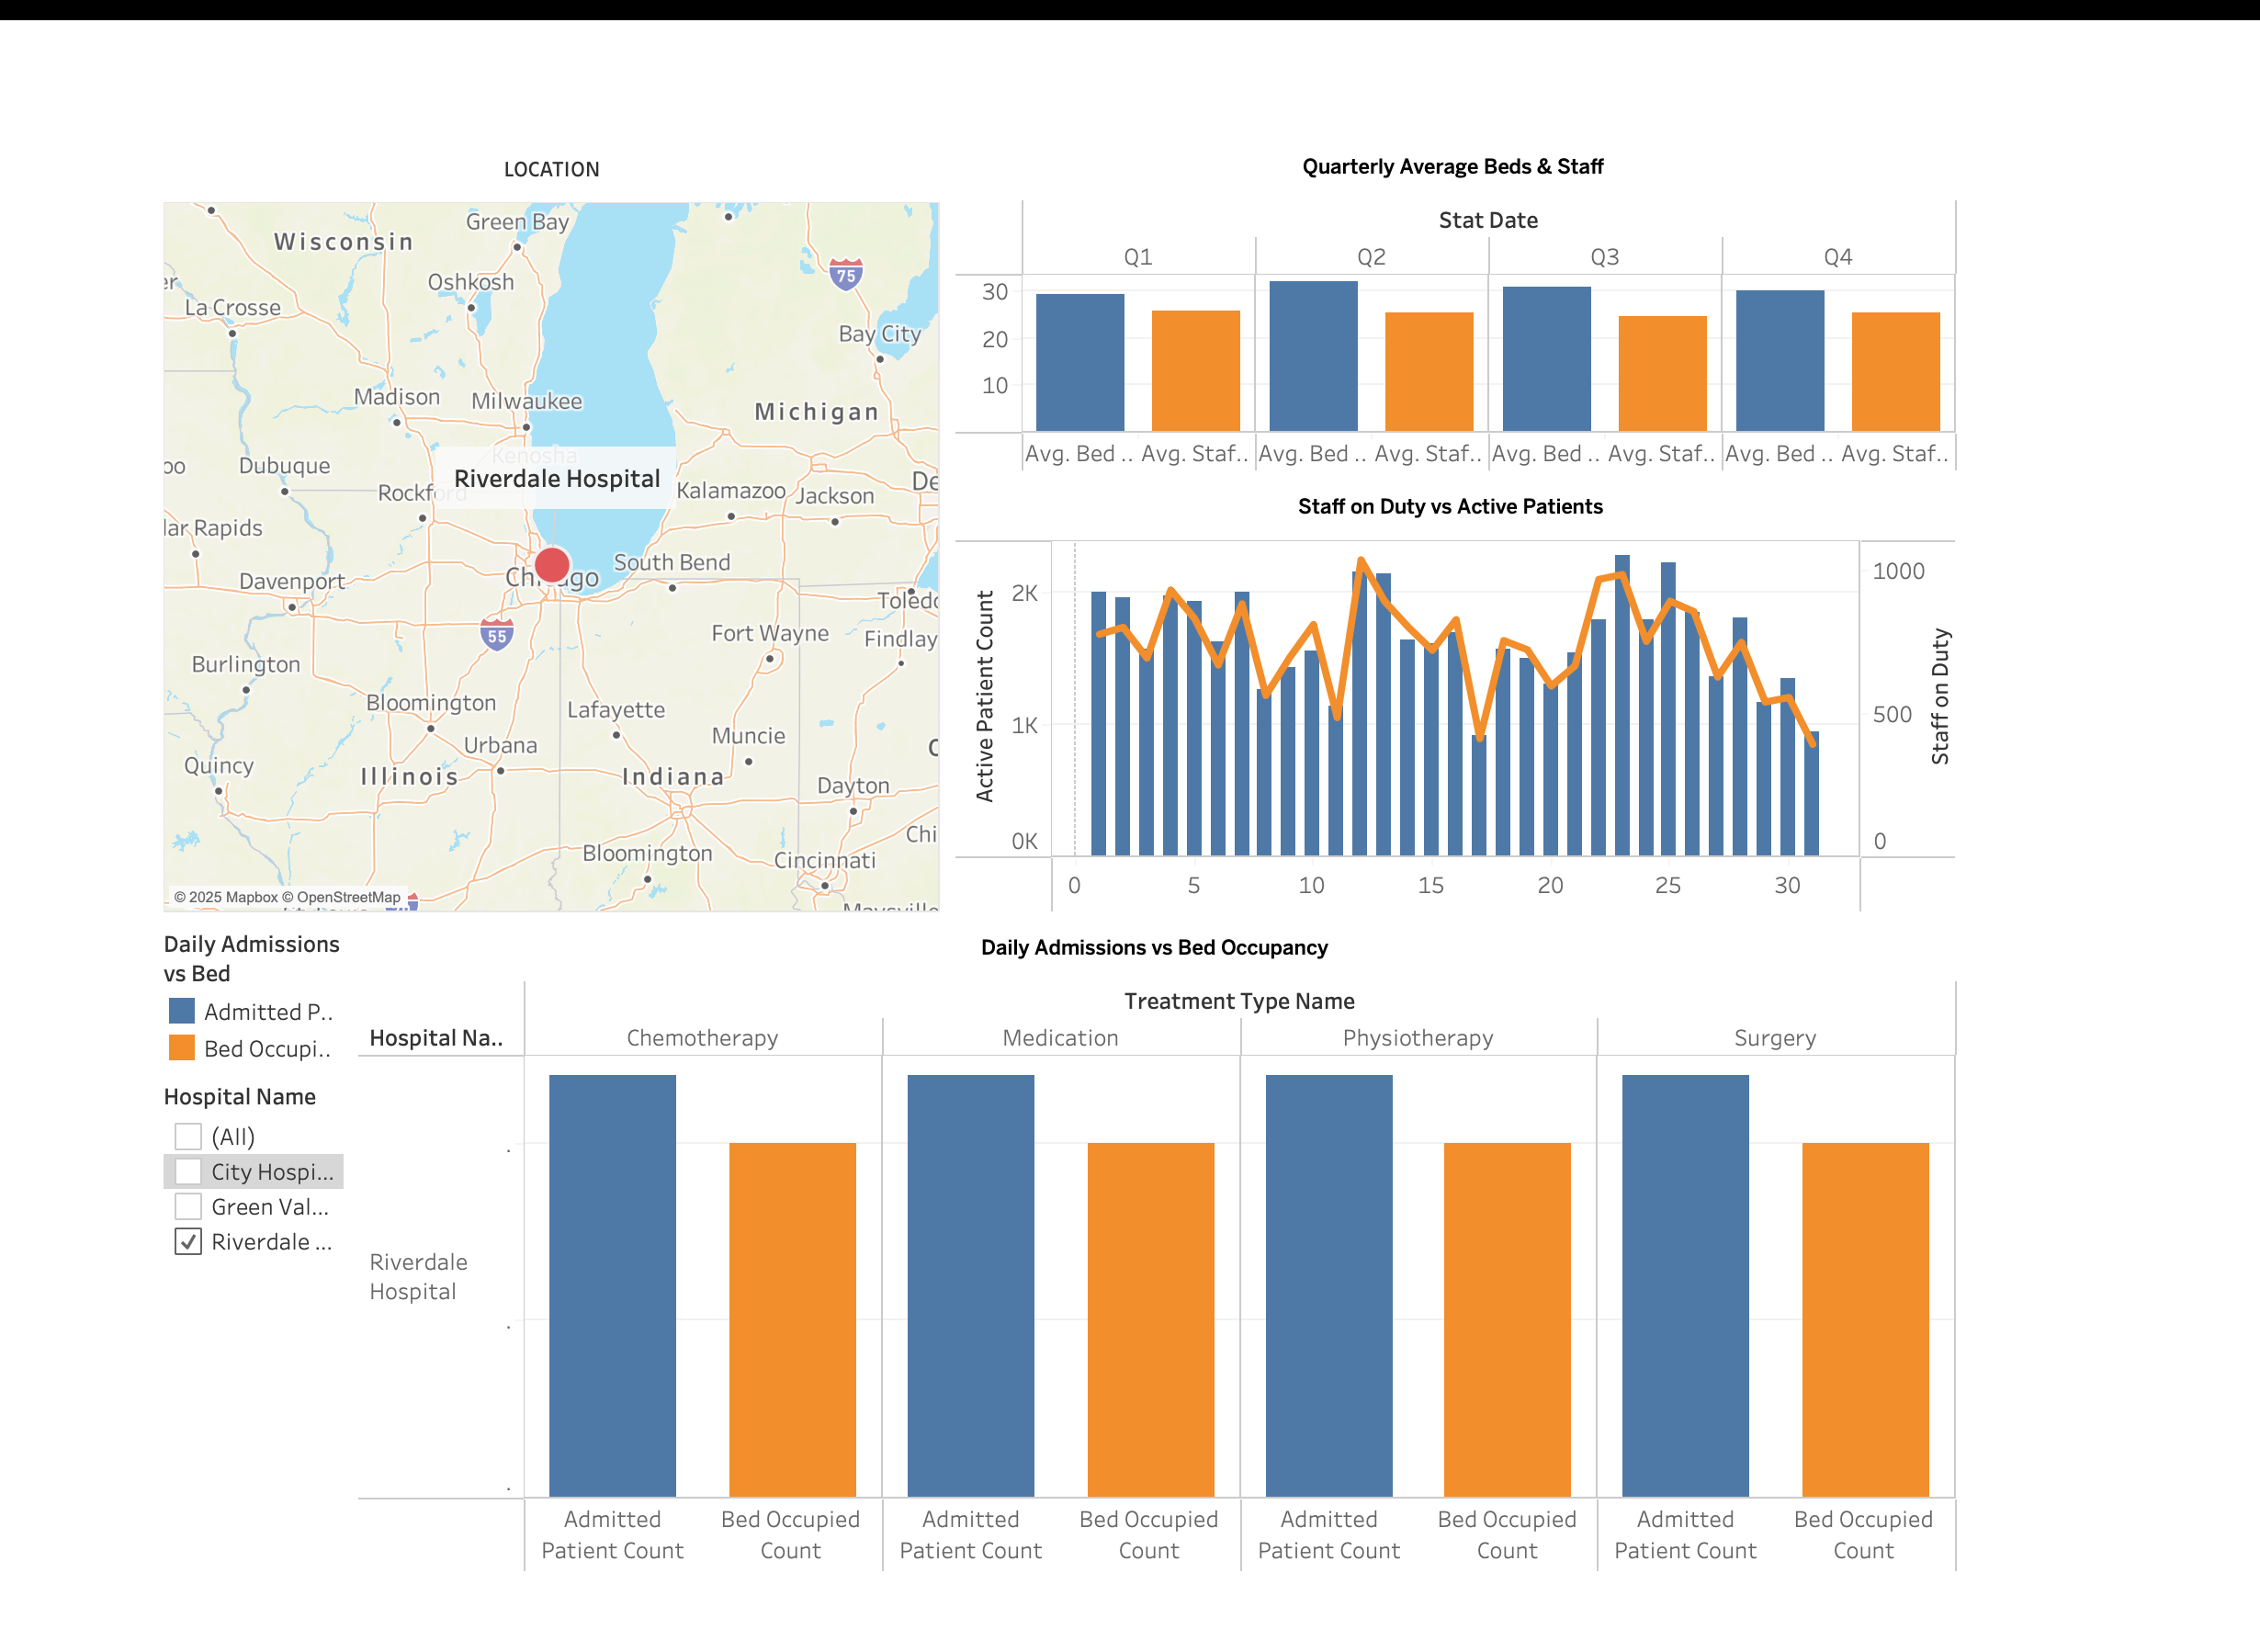 LOCATION
Wisconsin
Green Bay
Oshkosh
75
er
La Crosse
Bay City
Madison
Milwaukee
Michigan
Kenosha
oo
Dubuque
Riverdale Hospital
Rockford
Kalamazoo
Jackson
De
lar Rapids
South Bend
Davenport
Chicago
Toledo
55
Fort Wayne
Findlay
Burlington
Bloomington
Lafayette
Muncie
Urbana
Quincy
Illinois
Indiana
Dayton
Chi
Bloomington
Cincinnati
© 2025 Mapbox © OpenStreetMap
Maysville
Quarterly Average Beds & Staff
Stat Date
Q1 Q2 Q3 Q4
30
20
10
Avg. Bed .. Avg. Staf.. Avg. Bed .. Avg. Staf.. Avg. Bed .. Avg. Staf.. Avg. Bed .. Avg. Staf..
Staff on Duty vs Active Patients
Active Patient Count
2K
1K
0K
1000
500
0
Staff on Duty
0 5 10 15 20 25 30
Daily Admissions
vs Bed
Admitted P..
Bed Occupi..
Hospital Name
(All)
City Hospi...
Green Val...
Riverdale ...
Daily Admissions vs Bed Occupancy
Treatment Type Name
Hospital Na.. Chemotherapy Medication Physiotherapy Surgery
Riverdale
Hospital
Admitted Bed Occupied Admitted Bed Occupied Admitted Bed Occupied Admitted Bed Occupied
Patient Count Count Patient Count Count Patient Count Count Patient Count Count